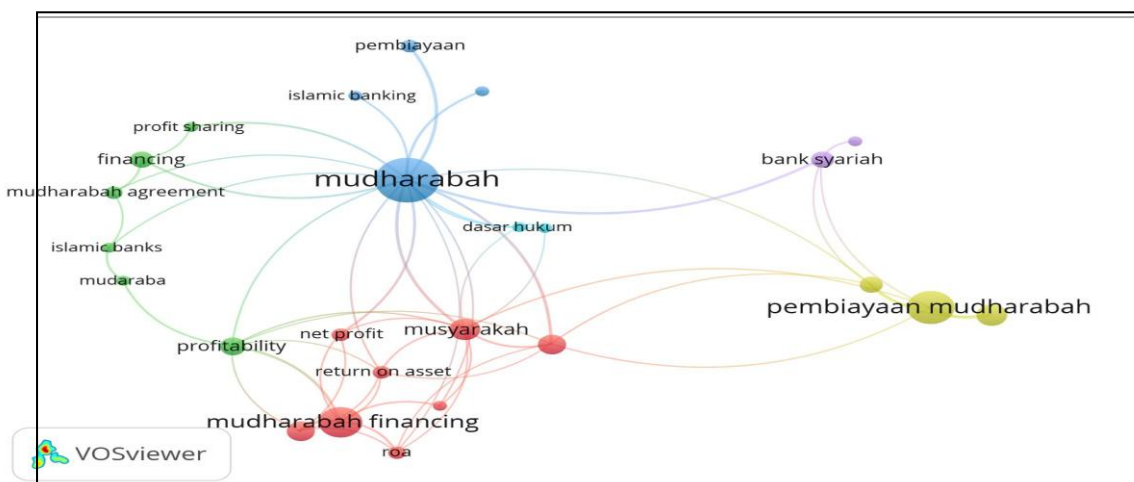 pembiayaan
islamic banking
profit sharing
financing
bank syariah
mudharabah
mudharabah agreement
dasar hukum
islamic banks
mudaraba
pembiayaan mudharabah
net profit
musyarakah
profitability
return on asset
mudharabah financing
roa
VOSviewer